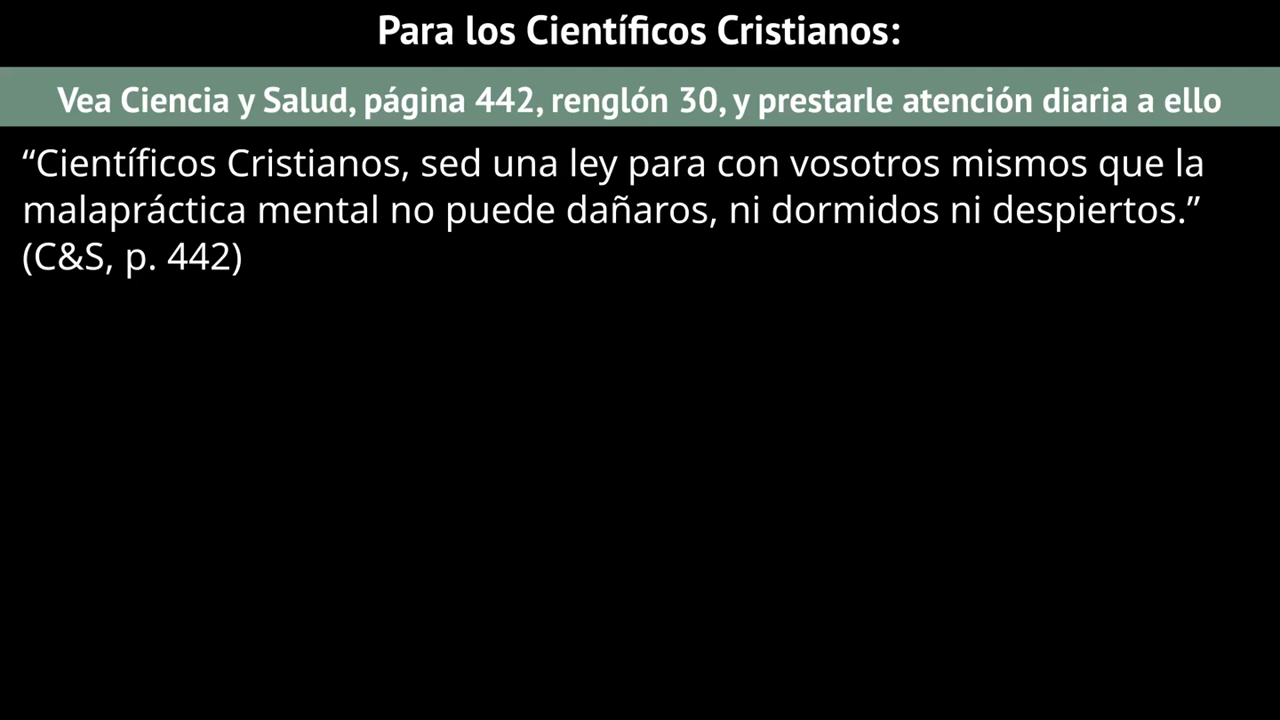 Para los Científicos Cristianos:
Vea Ciencia y Salud, página 442, renglón 30, y prestarle atención diaria a ello
“Científicos Cristianos, sed una ley para con vosotros mismos que la
malapráctica mental no puede dañaros, ni dormidos ni despiertos.”
(C&S, p. 442)